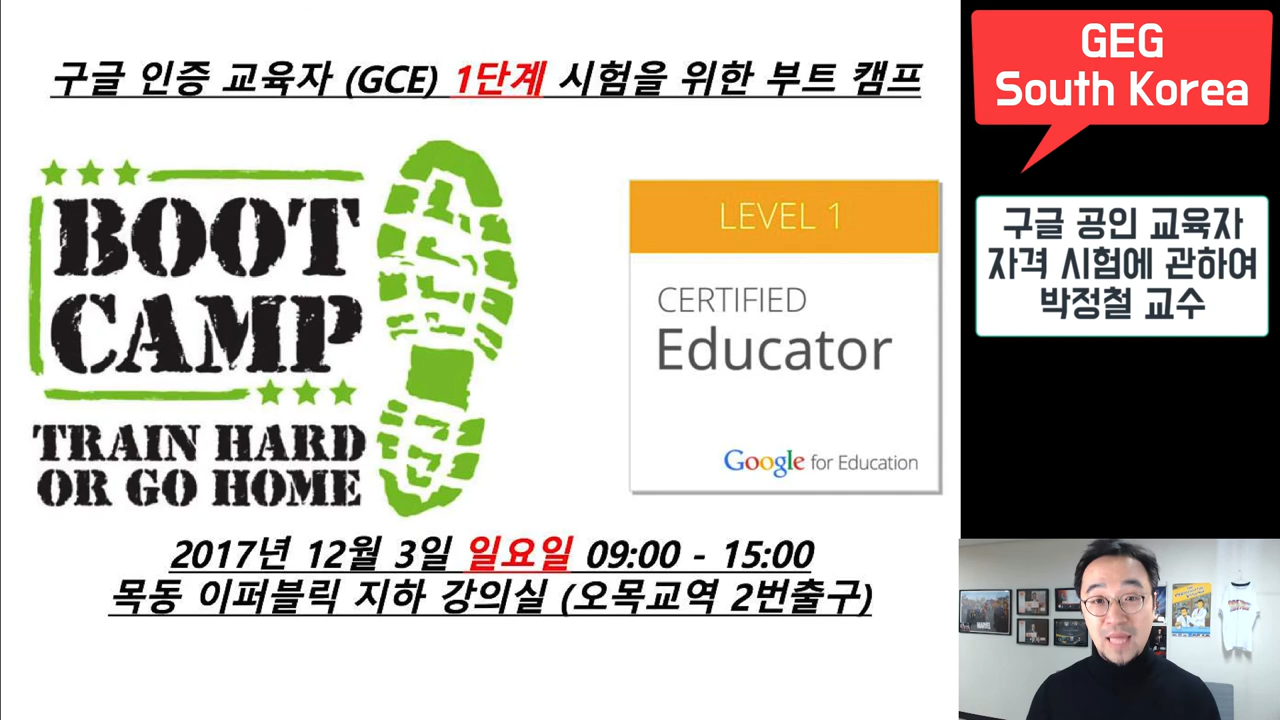 구글 인증 교육자 (GCE) 1단계 시험을 위한 부트 캠프
BOOT
CAMP
TRAIN HARD
OR GO HOME
LEVEL 1
CERTIFIED
Educator
Google for Education
2017년 12월 3일 일요일 09:00 - 15:00
목동 이퍼블릭 지하 강의실 (오목교역 2번출구)
GEG
South Korea
구글 공인 교육자
자격 시험에 관하여
박정철 교수
MARVEL